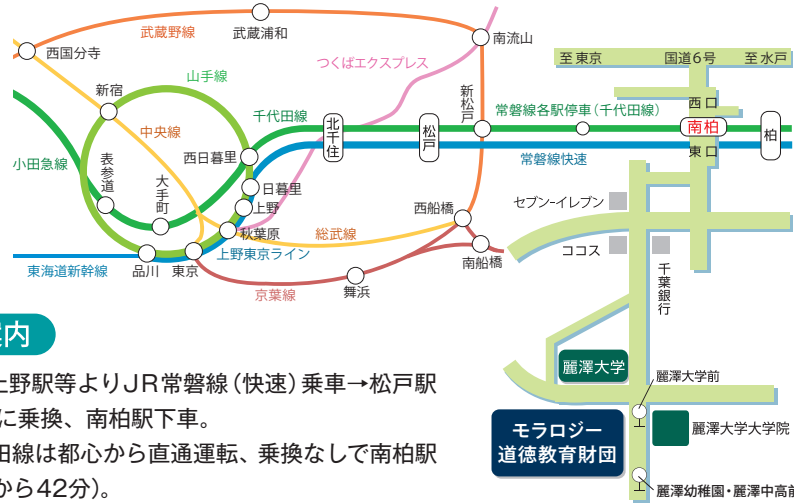 武蔵野線
武蔵浦和
西国分寺
南流山
つくばエクスプレス
至東京
国道6号
至水戸
新宿
山手線
新松戸
西口
中央線
千代田線
北千住
松戸
常磐線各駅停車（千代田線）
南柏
柏
小田急線
表参道
大手町
西日暮里
常磐線快速
東口
日暮里
上野
セブン-イレブン
西船橋
秋葉原
総武線
上野東京ライン
ココス
千葉銀行
東海道新幹線
品川
東京
南船橋
京葉線
舞浜
案内
上野駅等よりJR常磐線（快速）乗車→松戸駅
に乗換、南柏駅下車。
田線は都心から直通運転、乗換なしで南柏駅
から42分）。
麗澤大学
麗澤大学前
モラロジー
道徳教育財団
麗澤大学大学院
麗澤幼稚園・麗澤中高前